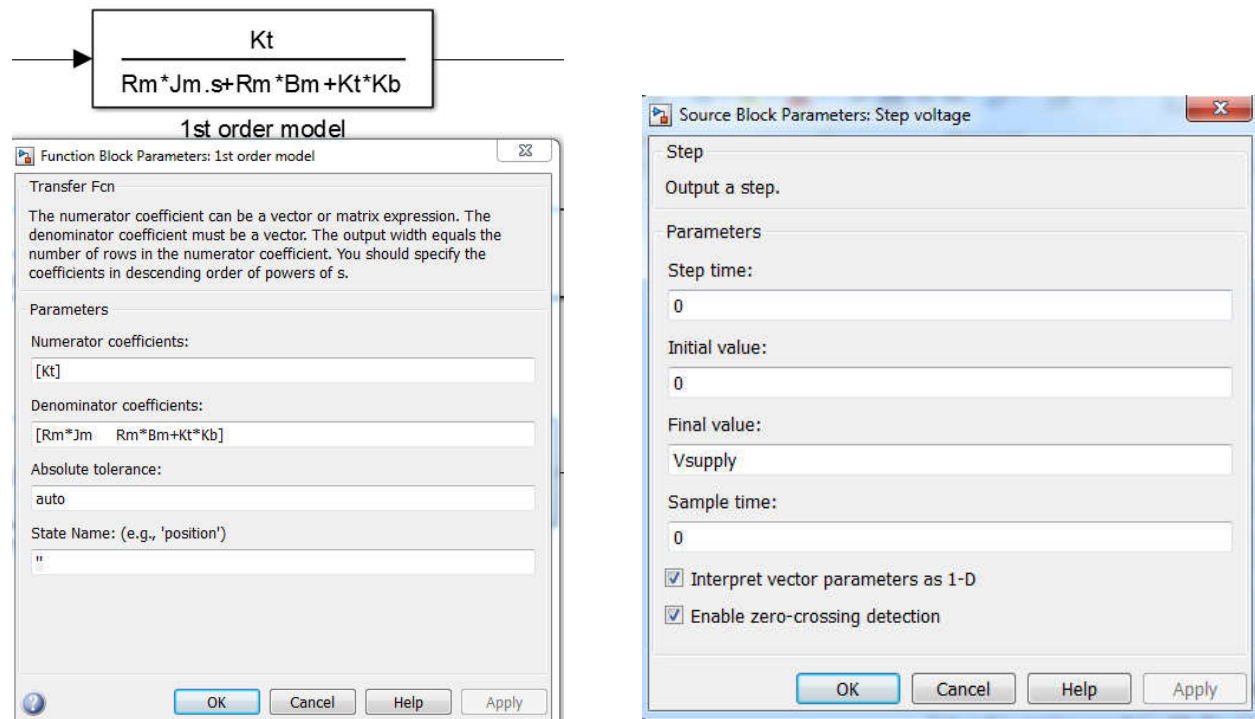 Kt
Rm*Jm.s+Rm*Bm+Kt*Kb
1st order model
Function Block Parameters: 1st order model
Transfer Fcn
The numerator coefficient can be a vector or matrix expression. The
denominator coefficient must be a vector. The output width equals the
number of rows in the numerator coefficient. You should specify the
coefficients in descending order of powers of s.
Parameters
Numerator coefficients:
[Kt]
Denominator coefficients:
[Rm*Jm     Rm*Bm+Kt*Kb]
Absolute tolerance:
auto
State Name: (e.g., 'position')
''
OK Cancel Help Apply
Source Block Parameters: Step voltage
Step
Output a step.
Parameters
Step time:
0
Initial value:
0
Final value:
Vsupply
Sample time:
0
Interpret vector parameters as 1-D
Enable zero-crossing detection
OK Cancel Help Apply